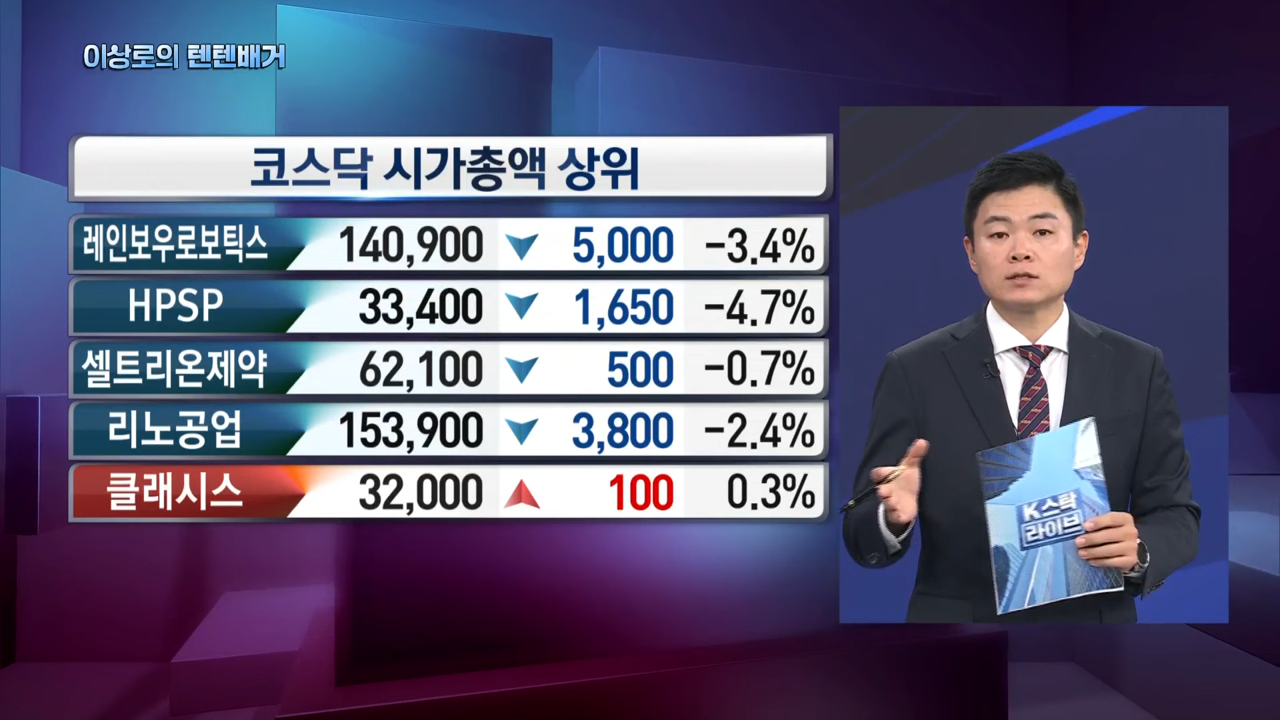 이상로의 텐텐배거
코스닥 시가총액 상위
레인보우로보틱스 140,900 ▼ 5,000 -3.4%
HPSP 33,400 ▼ 1,650 -4.7%
셀트리온제약 62,100 ▼ 500 -0.7%
리노공업 153,900 ▼ 3,800 -2.4%
클래시스 32,000 ▲ 100 0.3%
K스탁
라이브